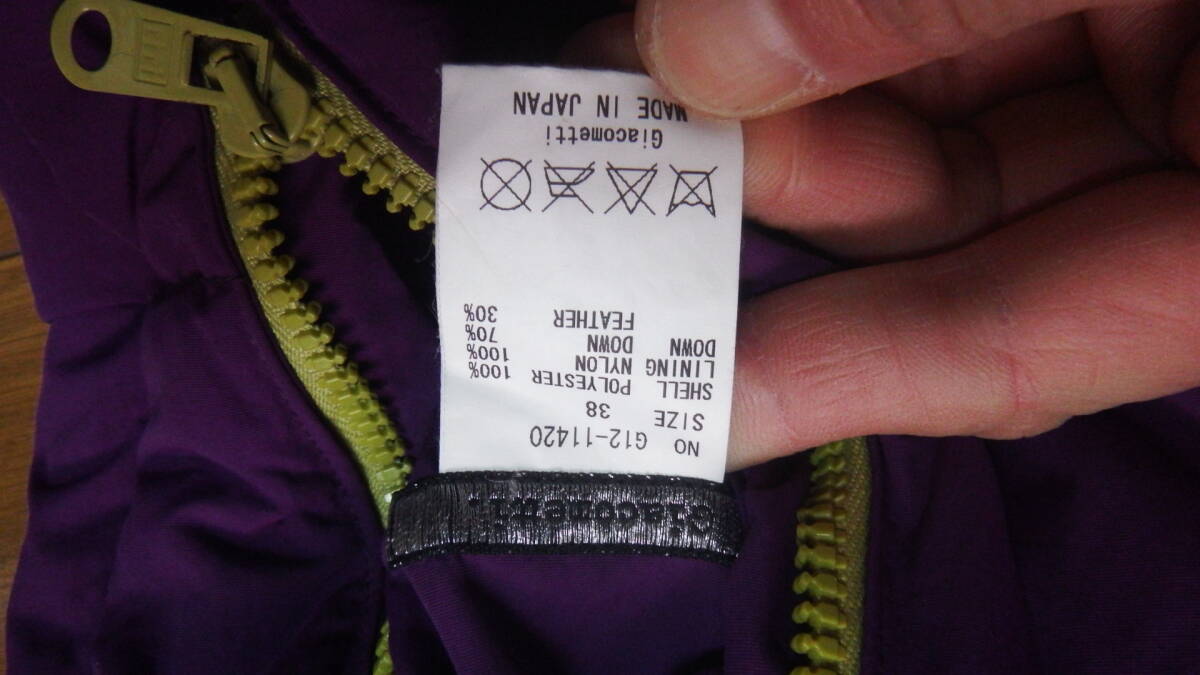 Giacometti.
NO G12-11420
SIZE 38
SHELL POLYESTER 100%
LINING NYLON 100%
DOWN DOWN 70%
FEATHER 30%
Giacometti
MADE IN JAPAN